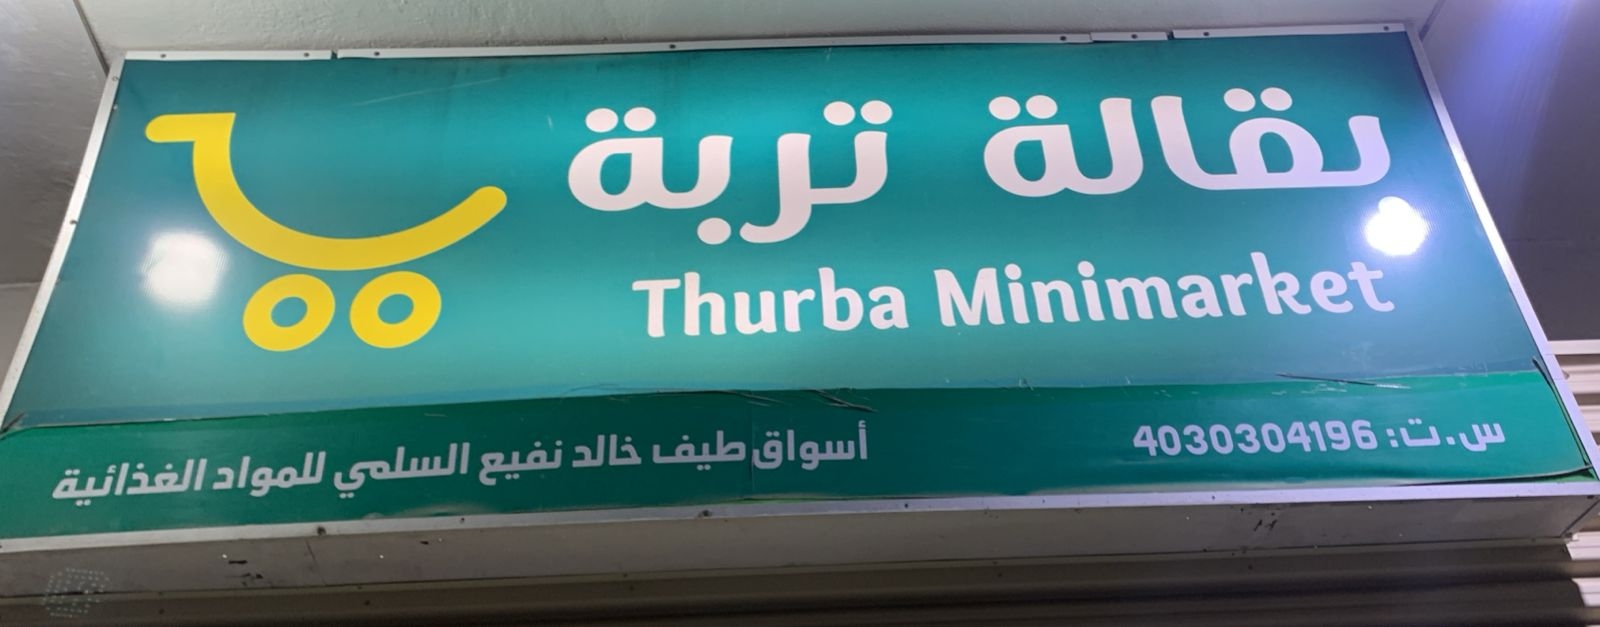 بقالة تربة
Thurba Minimarket
س.ت: 4030304196
أسواق طيف خالد نفيع السلمي للمواد الغذائية